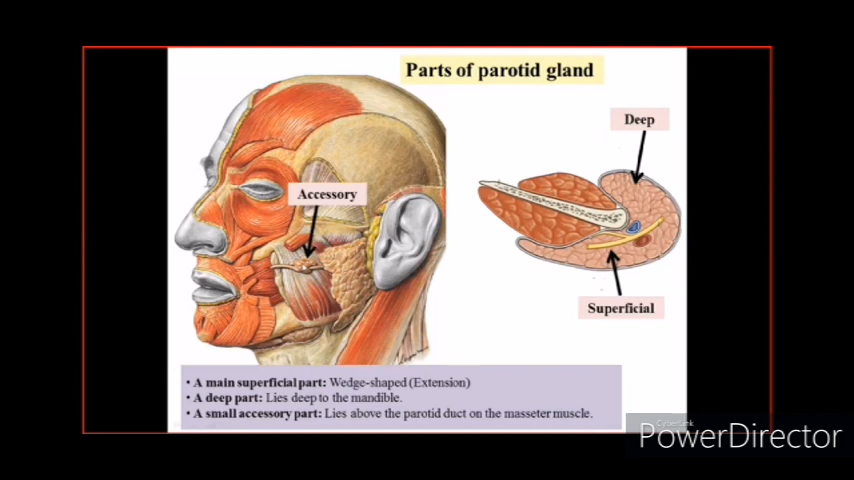 Parts of parotid gland
Deep
Accessory
Superficial
• A main superficial part: Wedge-shaped (Extension)
• A deep part: Lies deep to the mandible.
• A small accessory part: Lies above the parotid duct on the masseter muscle.
CyberLink
PowerDirector